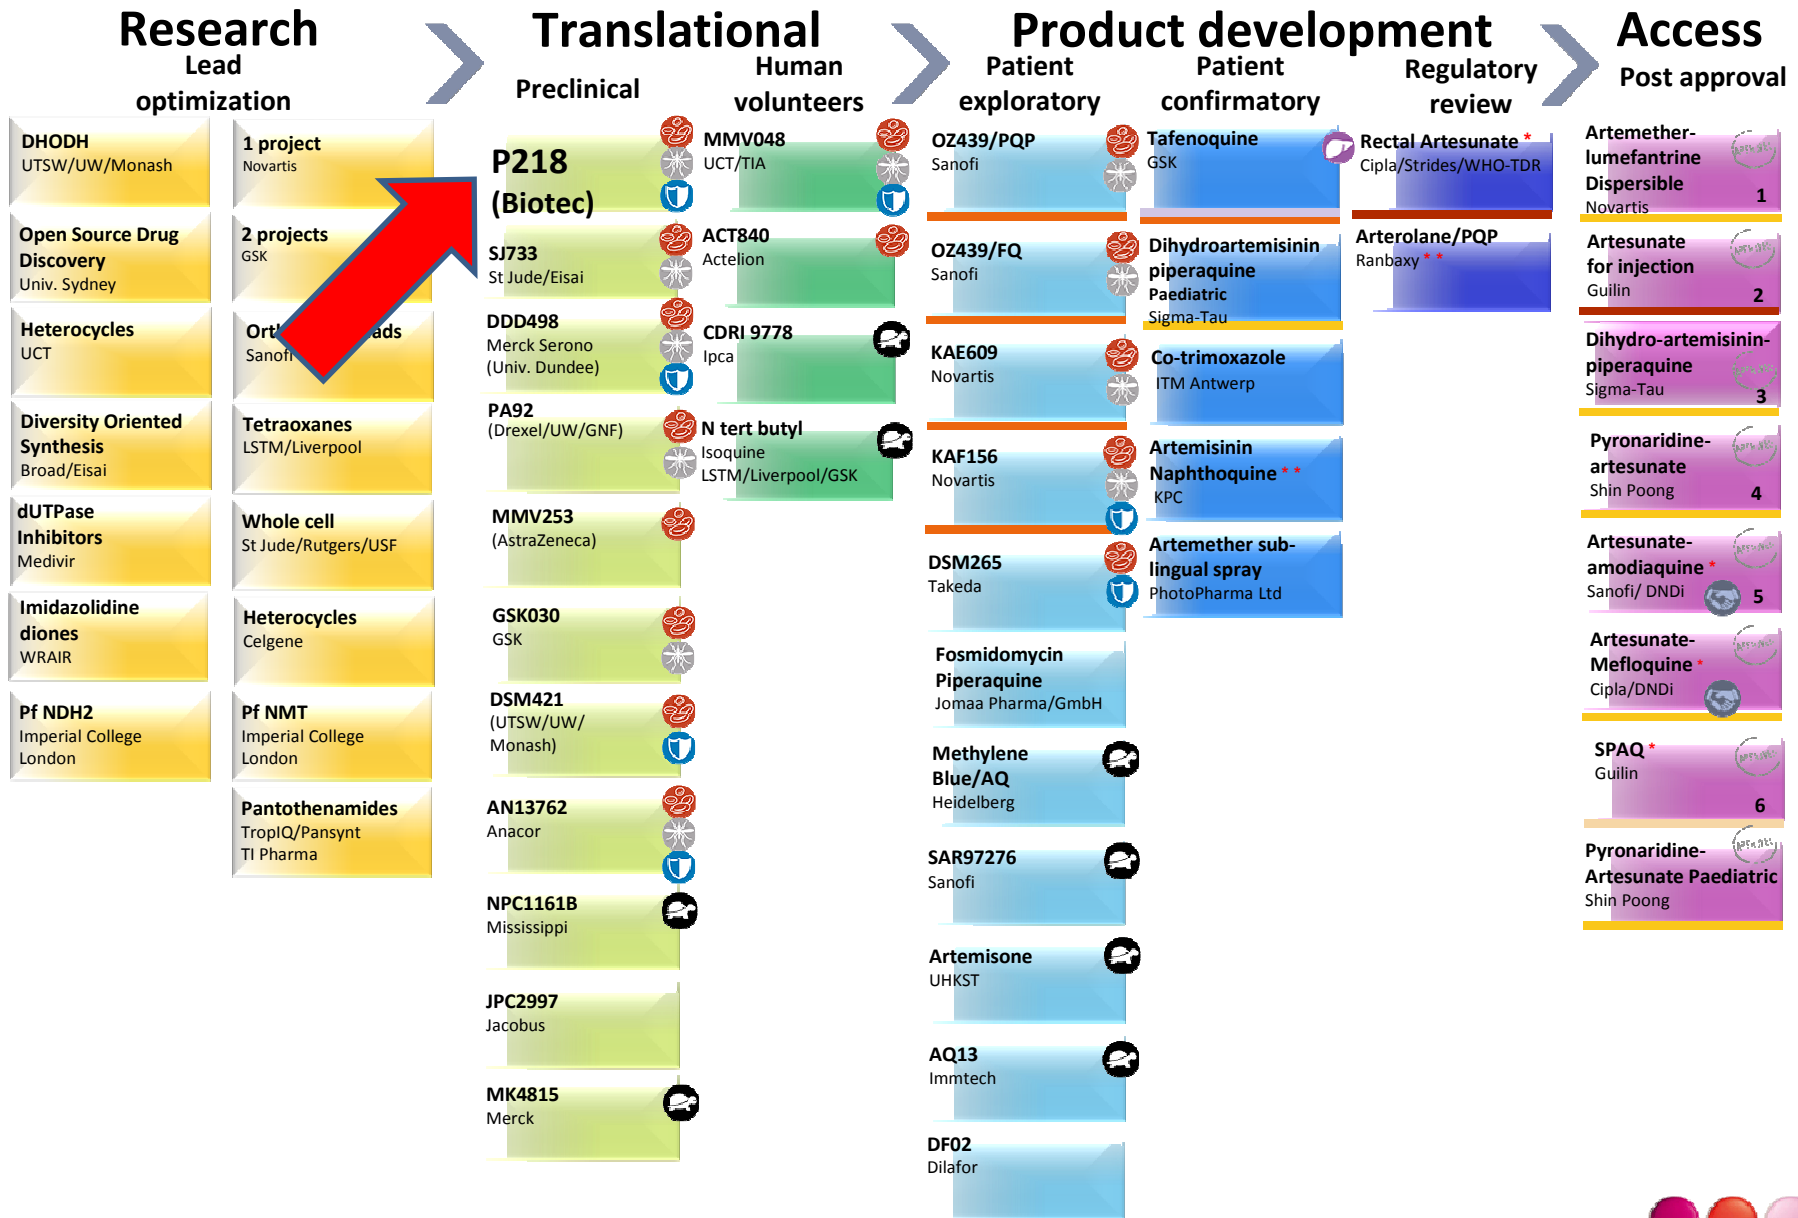 Research
Translational
Product development
Access
Lead
optimization
Preclinical
Human
volunteers
Patient
exploratory
Patient
confirmatory
Regulatory
review
Post approval
DHODH
UTSW/UW/Monash
Open Source Drug
Discovery
Univ. Sydney
Heterocycles
UCT
Diversity Oriented
Synthesis
Broad/Eisai
dUTPase
Inhibitors
Medivir
Imidazolidine
diones
WRAIR
Pf NDH2
Imperial College
London
1 project
Novartis
2 projects
GSK
Sanofi
Tetraoxanes
LSTM/Liverpool
Whole cell
St Jude/Rutgers/USF
Heterocycles
Celgene
Pf NMT
Imperial College
London
Pantothenamides
TropIQ/Pansynt
TI Pharma
P218
(Biotec)
SJ733
St Jude/Eisai
DDD498
Merck Serono
(Univ. Dundee)
PA92
(Drexel/UW/GNF)
MMV253
(AstraZeneca)
GSK030
GSK
DSM421
(UTSW/UW/
Monash)
AN13762
Anacor
NPC1161B
Mississippi
JPC2997
Jacobus
MK4815
Merck
MMV048
UCT/TIA
ACT840
Actelion
CDRI 9778
Ipca
N tert butyl
Isoquine
LSTM/Liverpool/GSK
OZ439/PQP
Sanofi
OZ439/FQ
Sanofi
KAE609
Novartis
KAF156
Novartis
DSM265
Takeda
Fosmidomycin
Piperaquine
Jomaa Pharma/GmbH
Methylene
Blue/AQ
Heidelberg
SAR97276
Sanofi
Artemisone
UHKST
AQ13
Immtech
DF02
Dilafor
Tafenoquine
GSK
Dihydroartemisinin
piperaquine
Paediatric
Sigma-Tau
Co-trimoxazole
ITM Antwerp
Artemisinin
Naphthoquine * *
KPC
Artemether sub-
lingual spray
PhotoPharma Ltd
Rectal Artesunate *
Cipla/Strides/WHO-TDR
Arterolane/PQP
Ranbaxy * *
Artemether-
lumefantrine
Dispersible
Novartis
1
Artesunate
for injection
Guilin
2
Dihydro-artemisinin-
piperaquine
Sigma-Tau
3
Pyronaridine-
artesunate
Shin Poong
4
Artesunate-
amodiaquine *
Sanofi/ DNDi
5
Artesunate-
Mefloquine *
Cipla/DNDi
SPAQ *
Guilin
6
Pyronaridine-
Artesunate Paediatric
Shin Poong